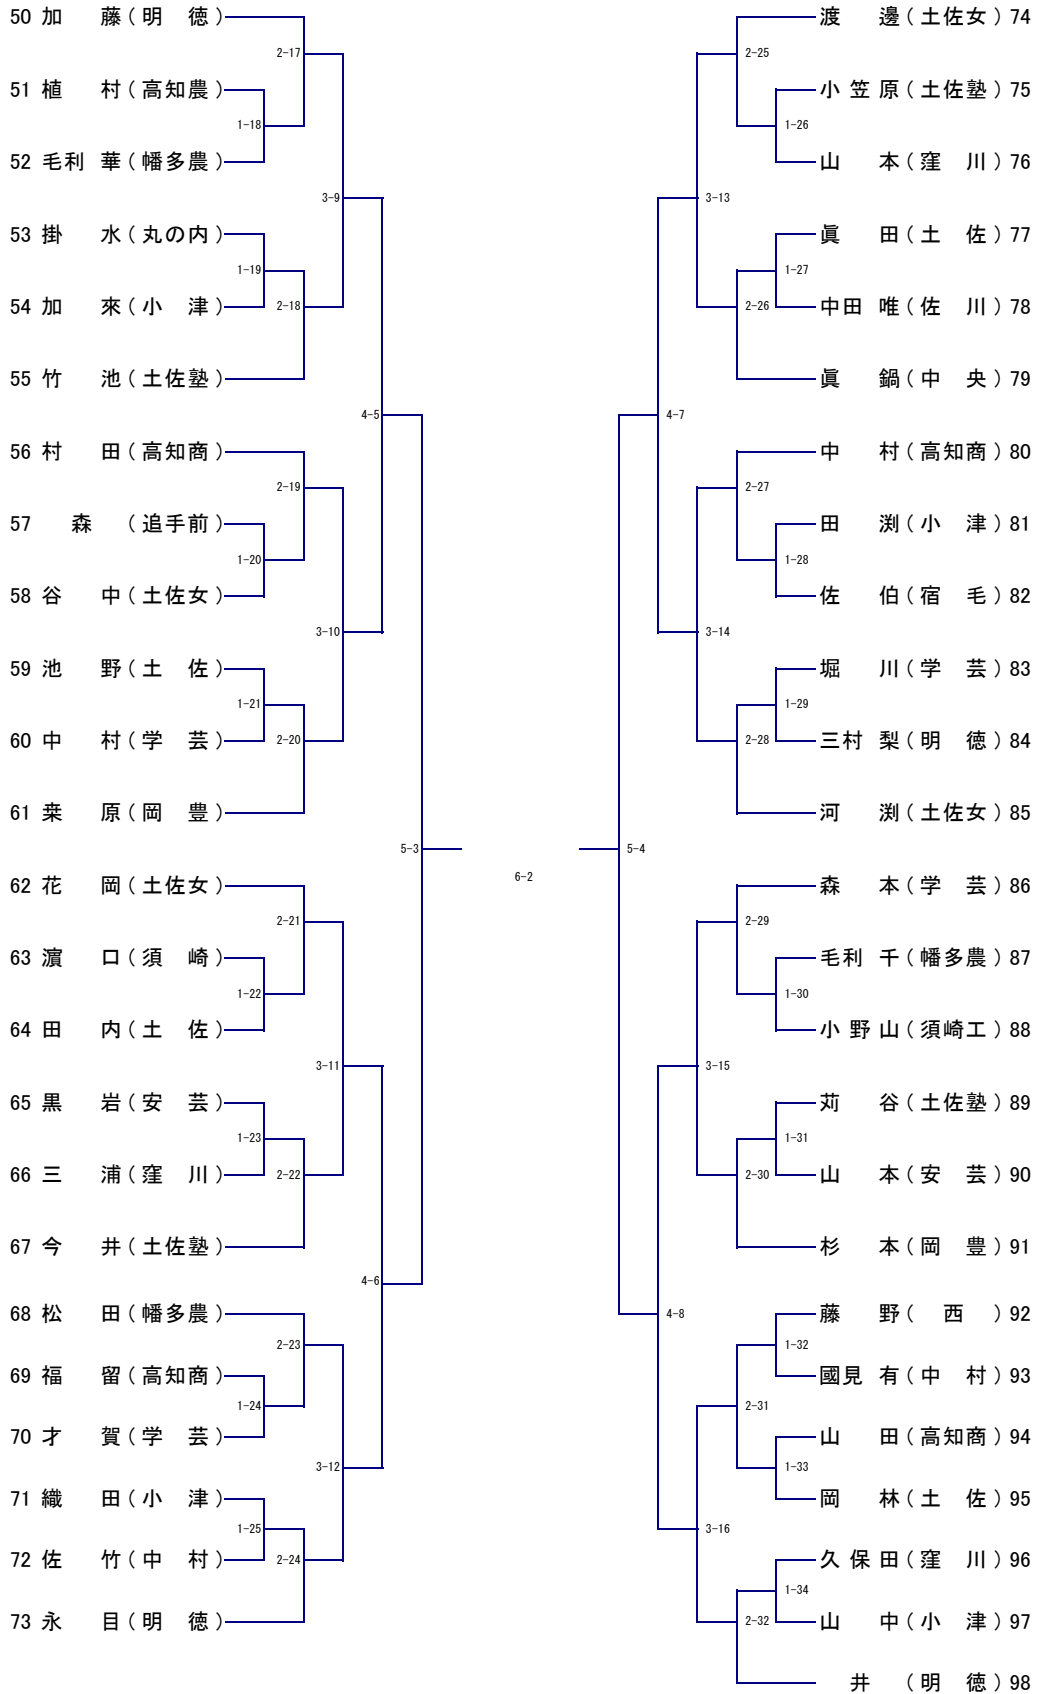 50 加 藤(明 徳)
2-17
51 植 村(高知農)
1-18
52 毛利 華(幡多農)
3-9
53 掛 水(丸の内)
1-19
54 加 來(小 津)
2-18
55 竹 池(土佐塾)
4-5
56 村 田(高知商)
2-19
57 森 (追手前)
1-20
58 谷 中(土佐女)
3-10
59 池 野(土 佐)
1-21
60 中 村(学 芸)
2-20
61 桒 原(岡 豊)
5-3
62 花 岡(土佐女)
2-21
63 濵 口(須 崎)
1-22
64 田 内(土 佐)
3-11
65 黒 岩(安 芸)
1-23
66 三 浦(窪 川)
2-22
67 今 井(土佐塾)
4-6
68 松 田(幡多農)
2-23
69 福 留(高知商)
1-24
70 才 賀(学 芸)
3-12
71 織 田(小 津)
1-25
72 佐 竹(中 村)
2-24
73 永 目(明 徳)
6-2
渡 邊(土佐女)74
2-25
小 笠 原(土佐塾)75
1-26
山 本(窪 川)76
3-13
眞 田(土 佐)77
1-27
中田 唯(佐 川)78
2-26
眞 鍋(中 央)79
4-7
中 村(高知商)80
2-27
田 渕(小 津)81
1-28
佐 伯(宿 毛)82
3-14
堀 川(学 芸)83
1-29
三村 梨(明 徳)84
2-28
河 渕(土佐女)85
5-4
森 本(学 芸)86
2-29
毛利 千(幡多農)87
1-30
小 野 山(須崎工)88
3-15
苅 谷(土佐塾)89
1-31
山 本(安 芸)90
2-30
杉 本(岡 豊)91
4-8
藤 野( 西 )92
1-32
國見 有(中 村)93
2-31
山 田(高知商)94
1-33
岡 林(土 佐)95
3-16
久 保 田(窪 川)96
1-34
山 中(小 津)97
2-32
井 (明 徳)98